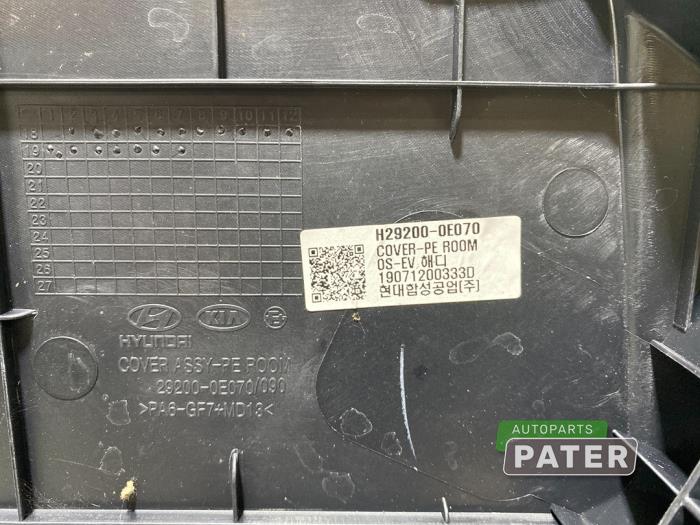 1 2 3 4 5 6 7 8 9 10 11 12
18
19
20
21
22
23
24
25
26
27
H29200-0E070
COVER-PE ROOM
OS-EV 해디
19071200333D
현대합성공업(주)
KIA
HYUNDAI
COVER ASSY-PE ROOM
29200-0E070/090
>PA6-GF7*MD13<
AUTOPARTS
PATER